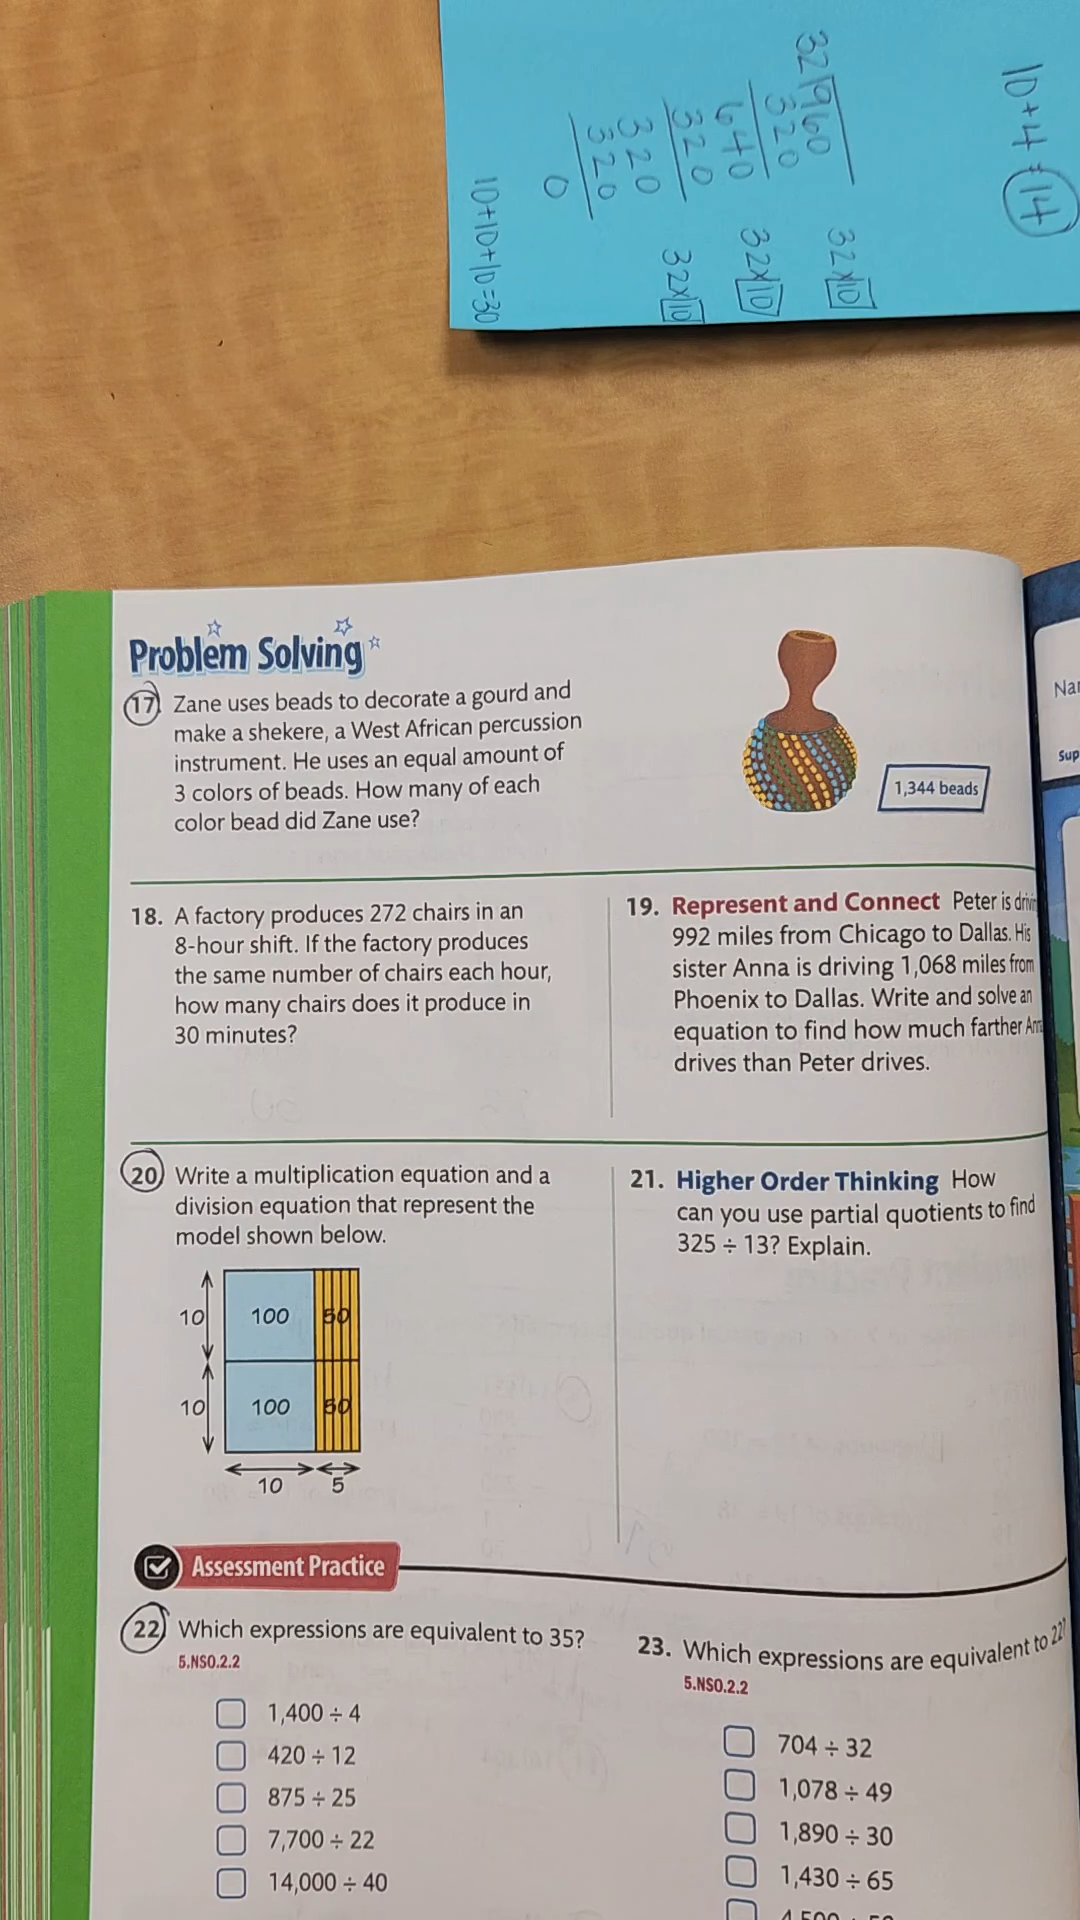 10+4=14
32)960
320
640
320
320
320
0
32x10
32x10
32x10
10+10+10=30
Problem Solving
17. Zane uses beads to decorate a gourd and
make a shekere, a West African percussion
instrument. He uses an equal amount of
3 colors of beads. How many of each
color bead did Zane use?
1,344 beads
18. A factory produces 272 chairs in an
8-hour shift. If the factory produces
the same number of chairs each hour,
how many chairs does it produce in
30 minutes?
19. Represent and Connect Peter is
992 miles from Chicago to Dallas. His
sister Anna is driving 1,068 miles from
Phoenix to Dallas. Write and solve an
equation to find how much farther
drives than Peter drives.
20. Write a multiplication equation and a
division equation that represent the
model shown below.
10 100 50
10 100 50
10 5
21. Higher Order Thinking How
can you use partial quotients to find
325 ÷ 13? Explain.
Assessment Practice
22. Which expressions are equivalent to 35?
5.NSO.2.2
1,400 ÷ 4
420 ÷ 12
875 ÷ 25
7,700 ÷ 22
14,000 ÷ 40
23. Which expressions are equivalent to 22?
5.NSO.2.2
704 ÷ 32
1,078 ÷ 49
1,890 ÷ 30
1,430 ÷ 65